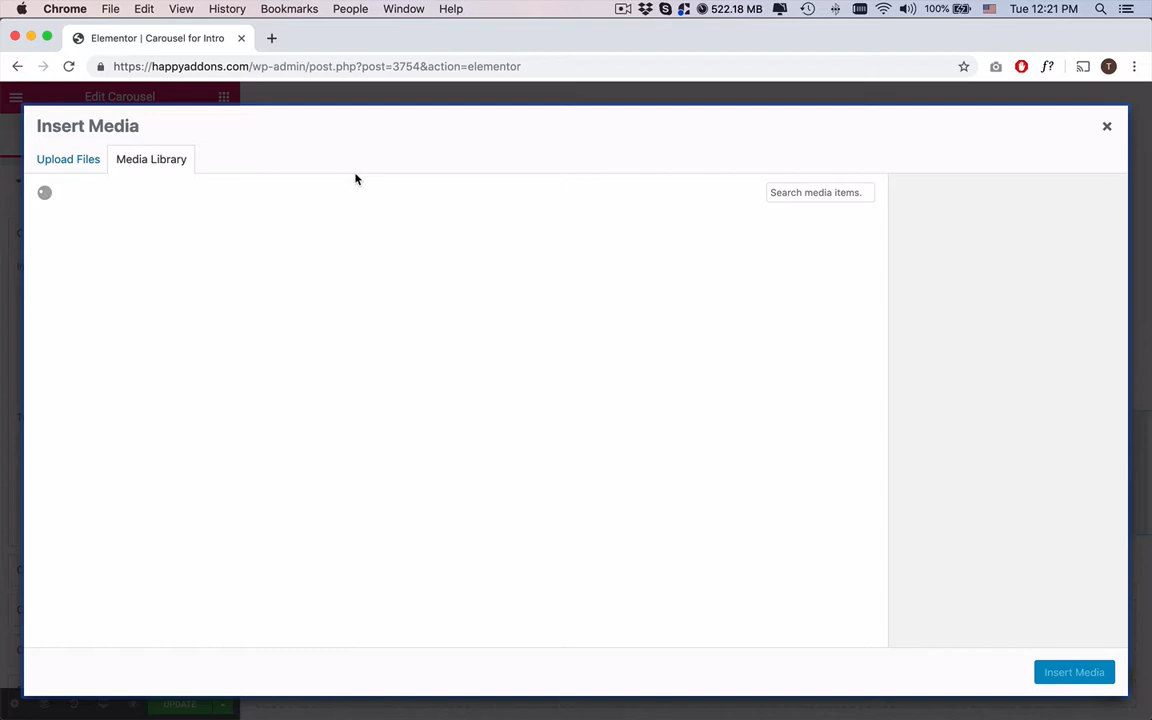 Chrome File Edit View History Bookmarks People Window Help 522.18 MB 100% Tue 12:21 PM
Elementor | Carousel for Intro
https://happyaddons.com/wp-admin/post.php?post=3754&action=elementor
f?
T
Edit Carousel
Insert Media
Upload Files
Media Library
Search media items.
UPDATE
Insert Media